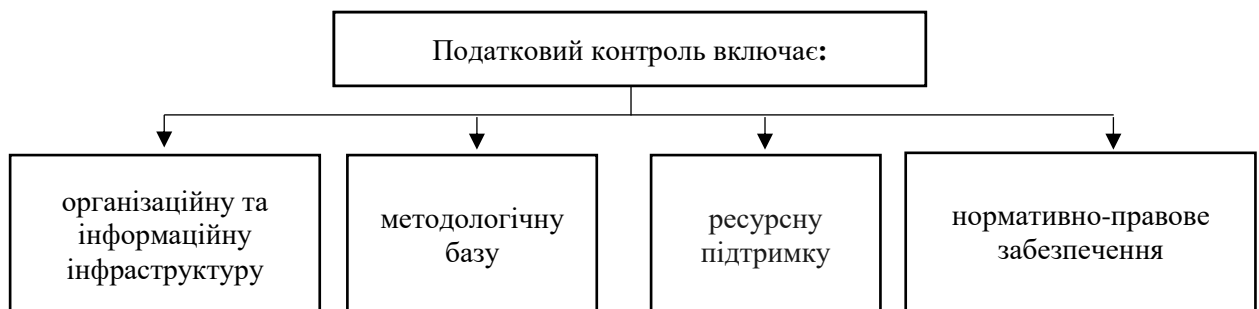 Податковий контроль включає:
організаційну та
інформаційну
інфраструктуру
методологічну
базу
ресурсну
підтримку
нормативно-правове
забезпечення